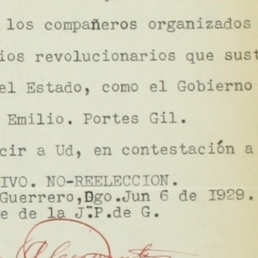 los compañeros organizados
ios revolucionarios que sust
el Estado, como el Gobierno
Emilio. Portes Gil.
cir a Ud, en contestación a
IVO. NO-REELECCION.
Guerrero,Dgo.Jun 6 de 1929.
e de la J.P.de G.